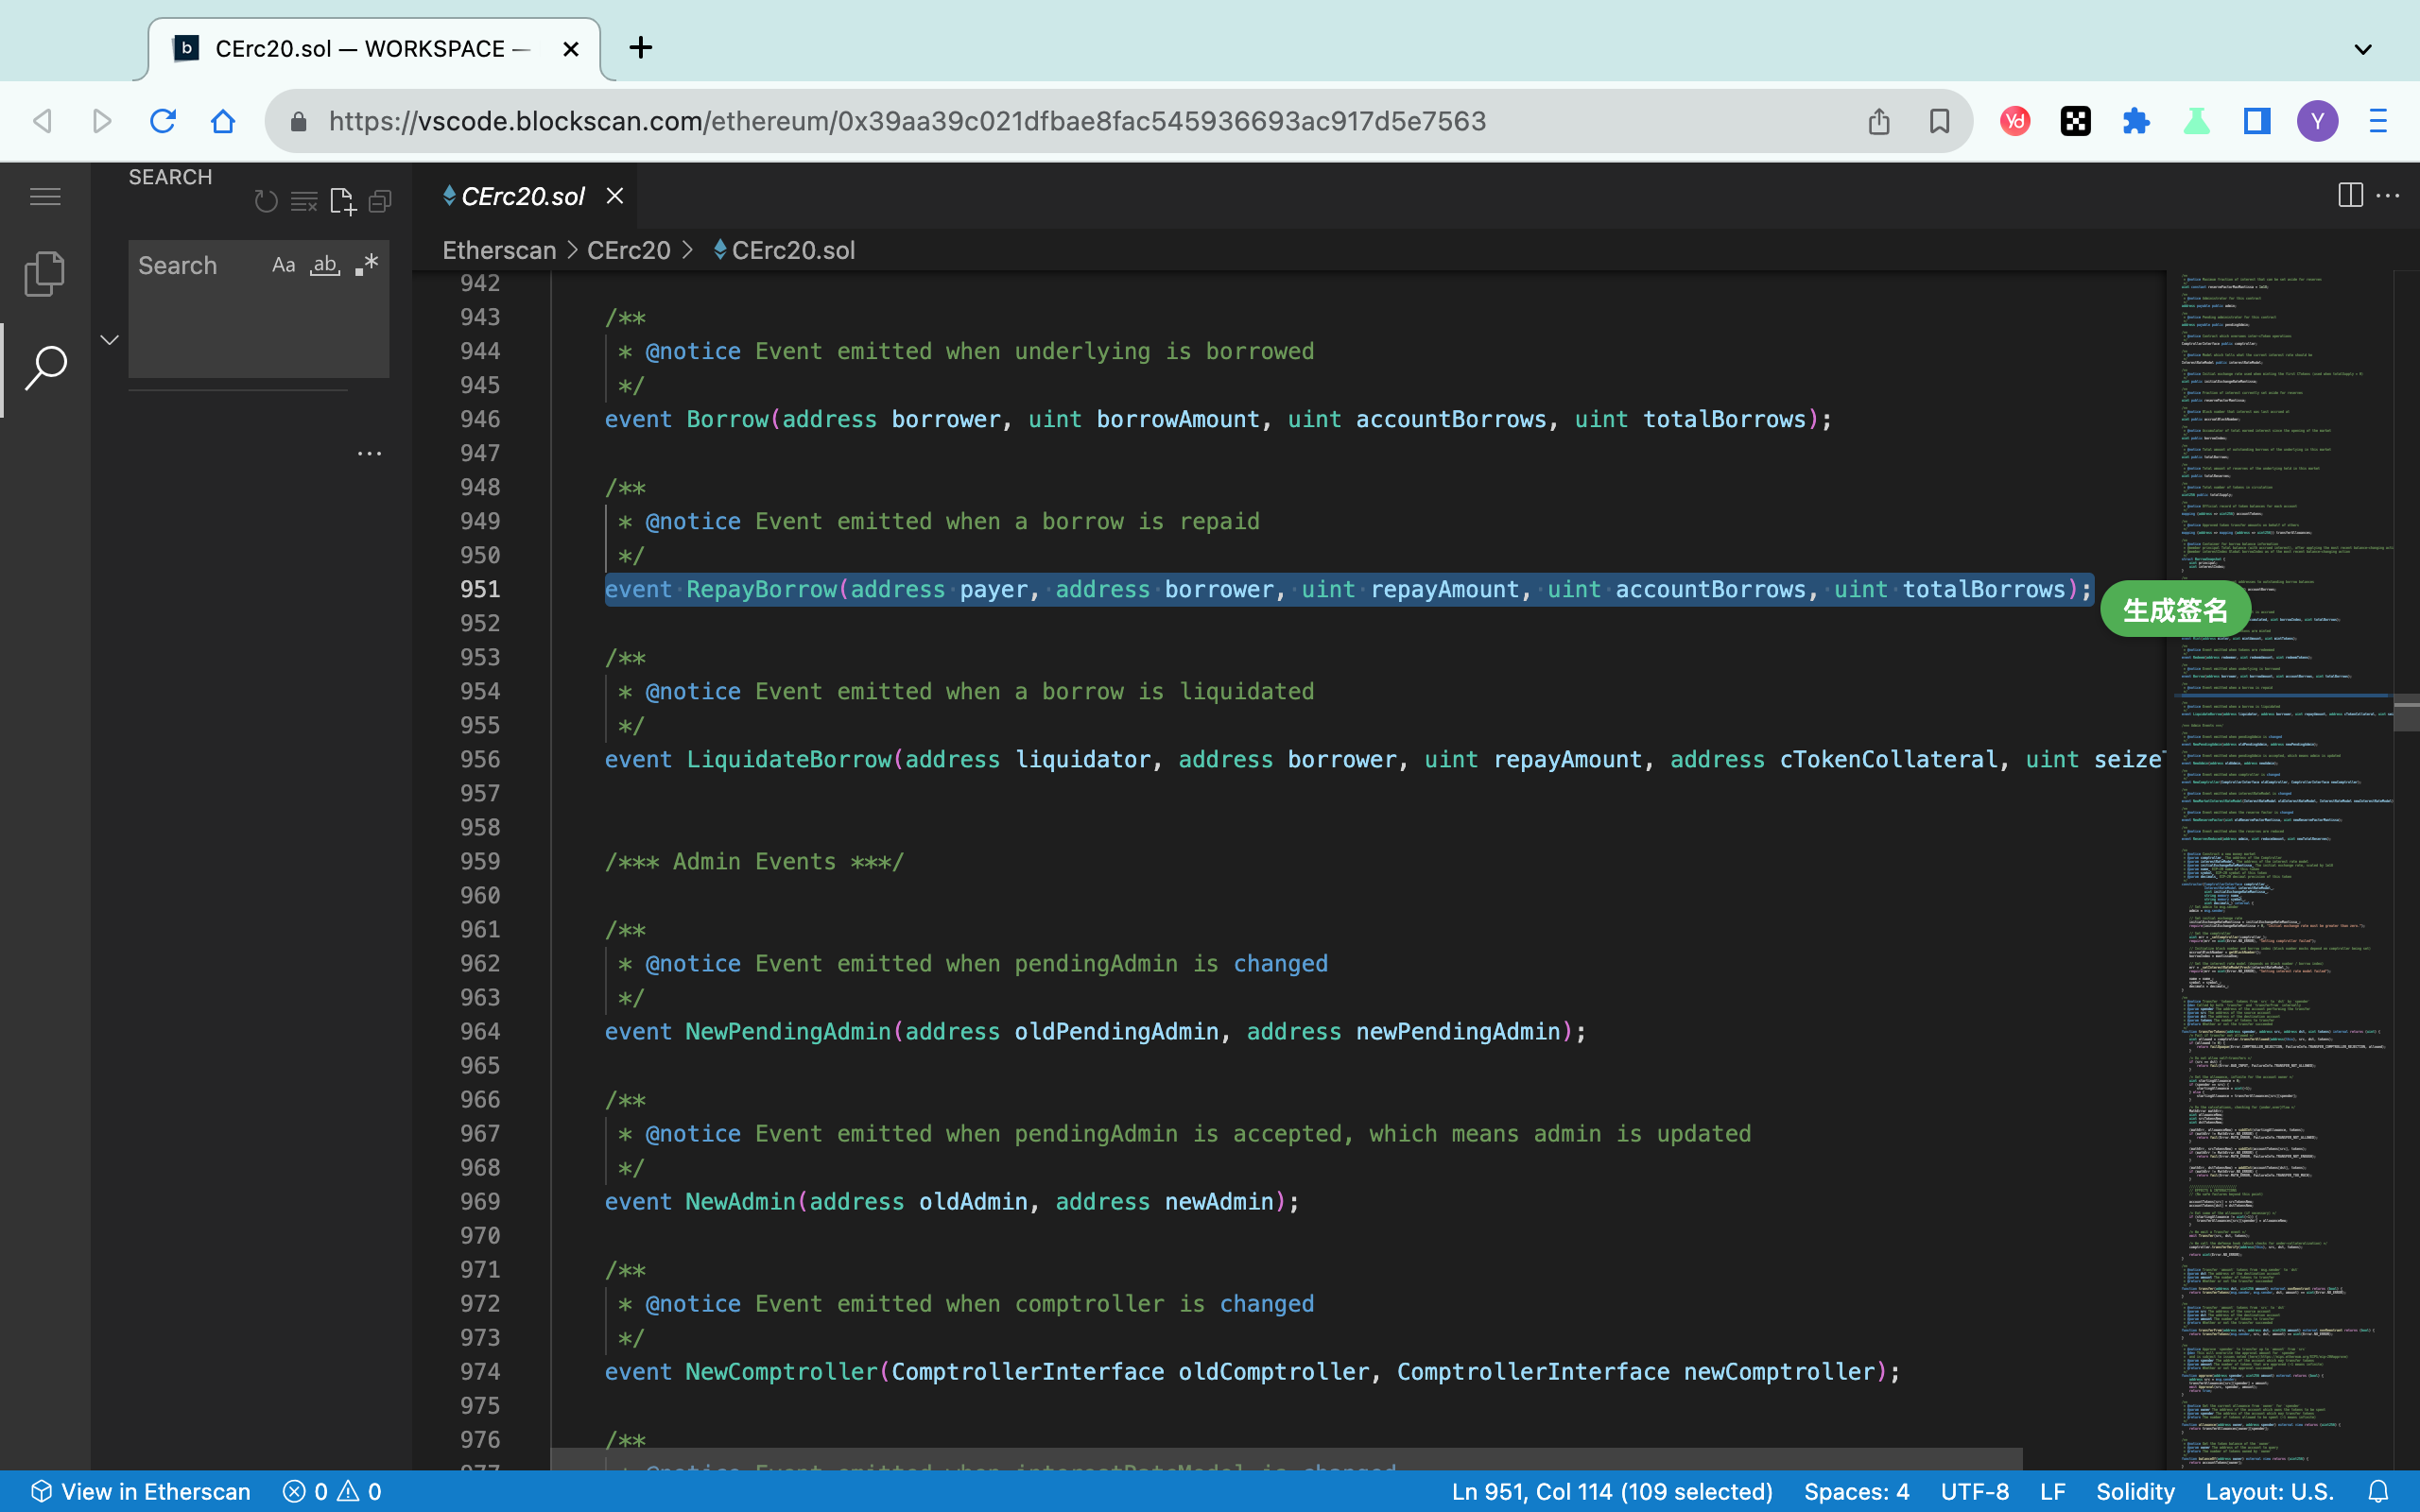 CErc20.sol — WORKSPACE —
https://vscode.blockscan.com/ethereum/0x39aa39c021dfbae8fac545936693ac917d5e7563
Y
SEARCH
Search
Aa ab .*
CErc20.sol
Etherscan > CErc20 > CErc20.sol
942
943 /**
944 * @notice Event emitted when underlying is borrowed
945 */
946 event Borrow(address borrower, uint borrowAmount, uint accountBorrows, uint totalBorrows);
947
948 /**
949 * @notice Event emitted when a borrow is repaid
950 */
951 event RepayBorrow(address payer, address borrower, uint repayAmount, uint accountBorrows, uint totalBorrows);
生成签名
952
953 /**
954 * @notice Event emitted when a borrow is liquidated
955 */
956 event LiquidateBorrow(address liquidator, address borrower, uint repayAmount, address cTokenCollateral, uint seize
957
958
959 /*** Admin Events ***/
960
961 /**
962 * @notice Event emitted when pendingAdmin is changed
963 */
964 event NewPendingAdmin(address oldPendingAdmin, address newPendingAdmin);
965
966 /**
967 * @notice Event emitted when pendingAdmin is accepted, which means admin is updated
968 */
969 event NewAdmin(address oldAdmin, address newAdmin);
970
971 /**
972 * @notice Event emitted when comptroller is changed
973 */
974 event NewComptroller(ComptrollerInterface oldComptroller, ComptrollerInterface newComptroller);
975
976 /**
977 * @notice Event emitted when interestRateModel is changed
View in Etherscan 0 0 Ln 951, Col 114 (109 selected) Spaces: 4 UTF-8 LF Solidity Layout: U.S.